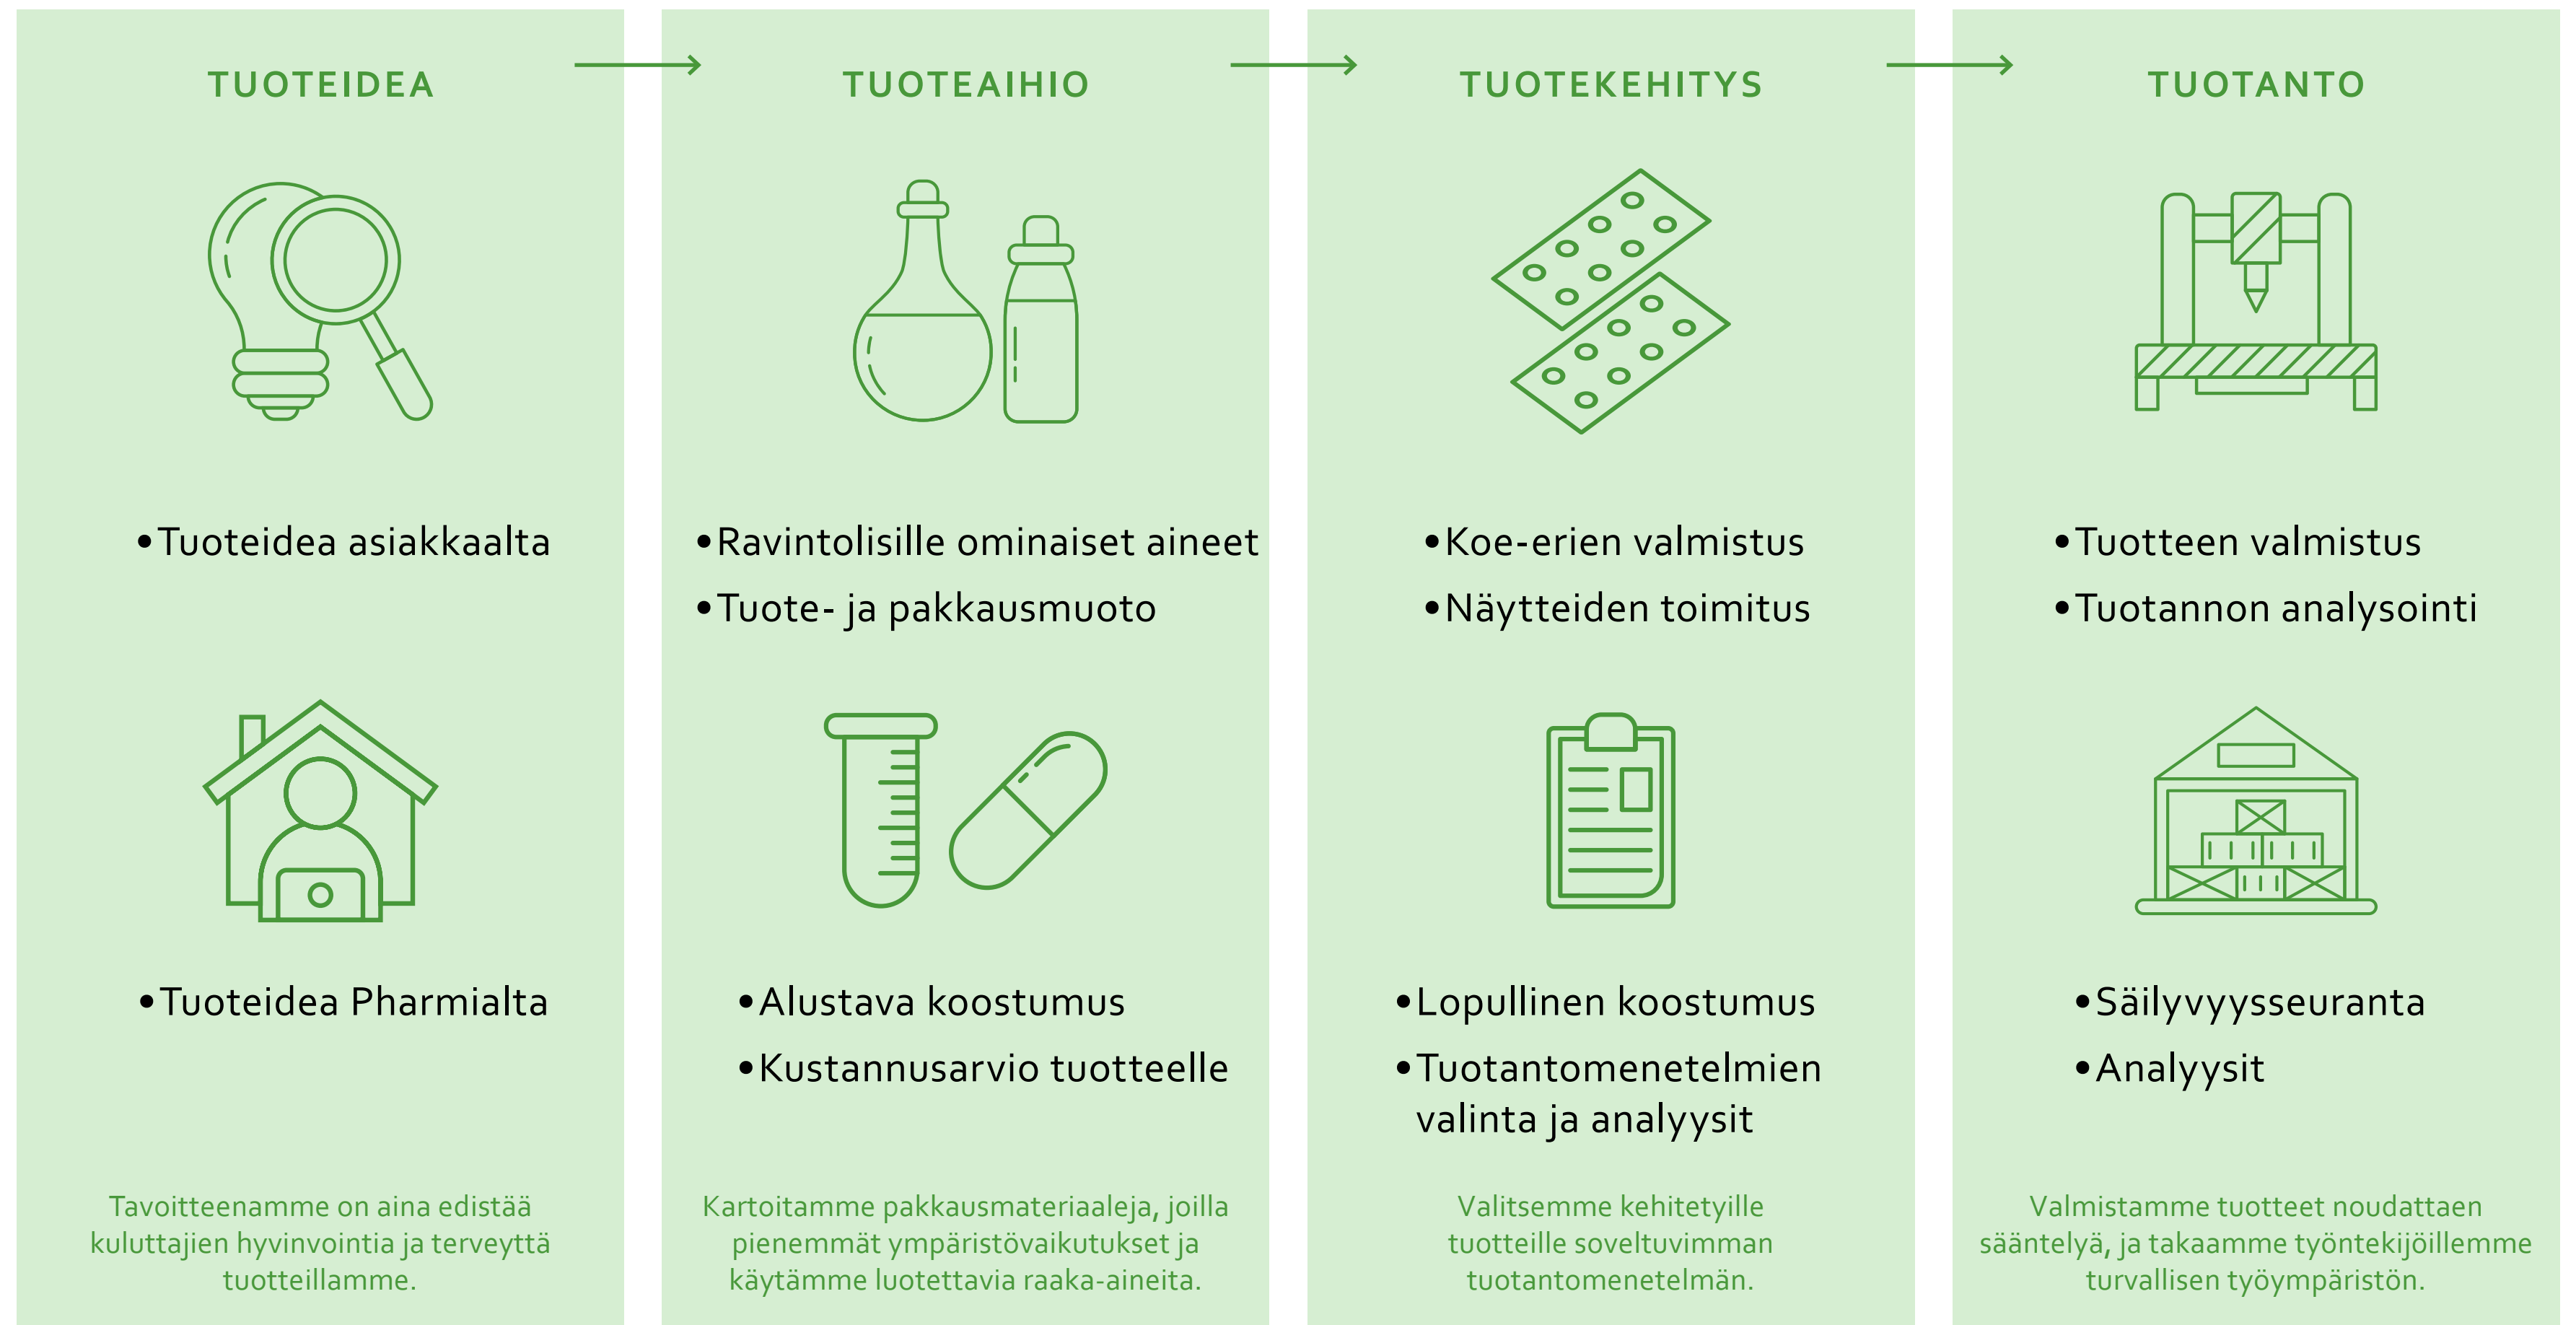 TUOTEIDEA
•Tuoteidea asiakkaalta
•Tuoteidea Pharmialta
Tavoitteenamme on aina edistää
kuluttajien hyvinvointia ja terveyttä
tuotteillamme.
TUOTEAIHIO
•Ravintolisille ominaiset aineet
•Tuote- ja pakkausmuoto
•Alustava koostumus
•Kustannusarvio tuotteelle
Kartoitamme pakkausmateriaaleja, joilla
pienemmät ympäristövaikutukset ja
käytämme luotettavia raaka-aineita.
TUOTEKEHITYS
•Koe-erien valmistus
•Näytteiden toimitus
•Lopullinen koostumus
•Tuotantomenetelmien
valinta ja analyysit
Valitsemme kehitetyille
tuotteille soveltuvimman
tuotantomenetelmän.
TUOTANTO
•Tuotteen valmistus
•Tuotannon analysointi
•Säilyvyysseuranta
•Analyysit
Valmistamme tuotteet noudattaen
sääntelyä, ja takaamme työntekijöillemme
turvallisen työympäristön.